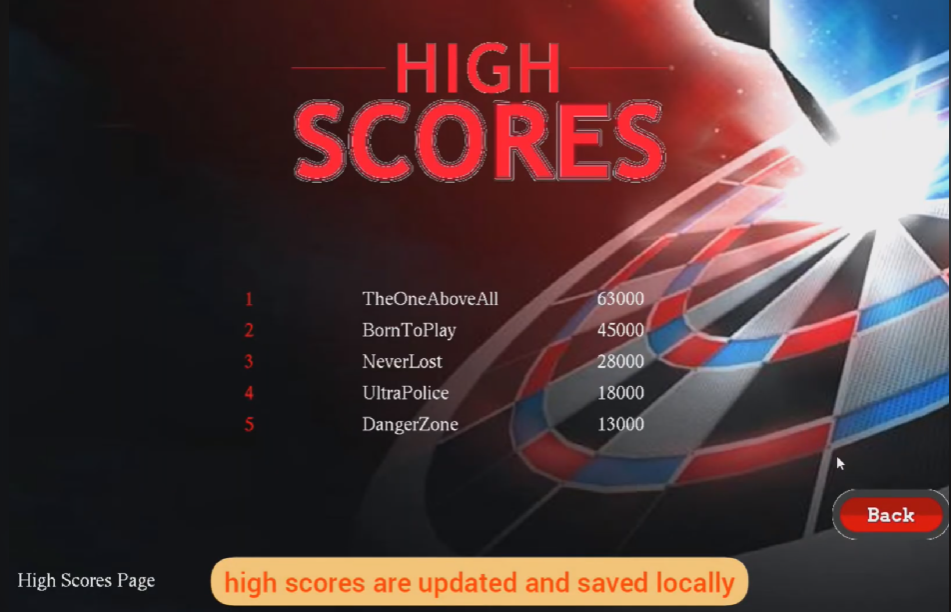 HIGH
SCORES
1 TheOneAboveAll 63000
2 BornToPlay 45000
3 NeverLost 28000
4 UltraPolice 18000
5 DangerZone 13000
Back
High Scores Page
high scores are updated and saved locally